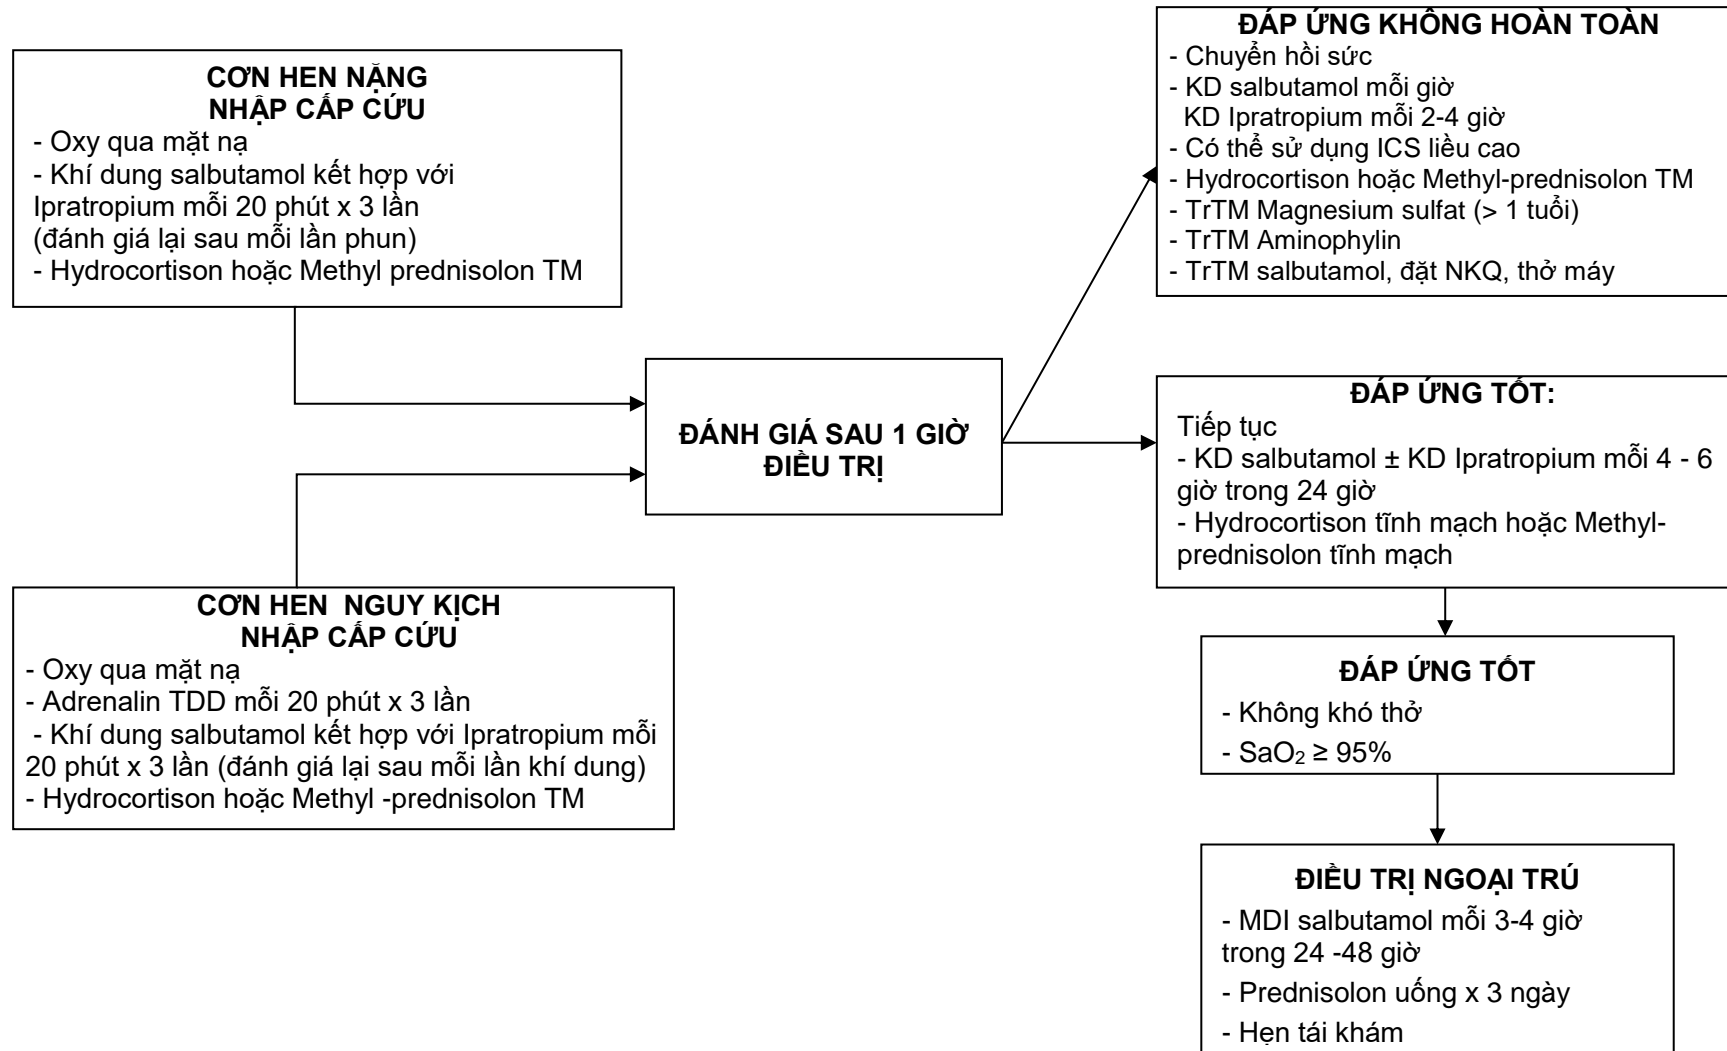 CƠN HEN NẶNG
NHẬP CẤP CỨU
- Oxy qua mặt nạ
- Khí dung salbutamol kết hợp với
Ipratropium mỗi 20 phút x 3 lần
(đánh giá lại sau mỗi lần phun)
- Hydrocortison hoặc Methyl prednisolon TM
CƠN HEN NGUY KỊCH
NHẬP CẤP CỨU
- Oxy qua mặt nạ
- Adrenalin TDD mỗi 20 phút x 3 lần
- Khí dung salbutamol kết hợp với Ipratropium mỗi
20 phút x 3 lần (đánh giá lại sau mỗi lần khí dung)
- Hydrocortison hoặc Methyl -prednisolon TM
ĐÁNH GIÁ SAU 1 GIỜ
ĐIỀU TRỊ
ĐÁP ỨNG KHÔNG HOÀN TOÀN
- Chuyển hồi sức
- KD salbutamol mỗi giờ
KD Ipratropium mỗi 2-4 giờ
- Có thể sử dụng ICS liều cao
- Hydrocortison hoặc Methyl-prednisolon TM
- TrTM Magnesium sulfat (> 1 tuổi)
- TrTM Aminophylin
- TrTM salbutamol, đặt NKQ, thở máy
ĐÁP ỨNG TỐT:
Tiếp tục
- KD salbutamol ± KD Ipratropium mỗi 4 - 6
giờ trong 24 giờ
- Hydrocortison tĩnh mạch hoặc Methyl-
prednisolon tĩnh mạch
ĐÁP ỨNG TỐT
- Không khó thở
- SaO₂ ≥ 95%
ĐIỀU TRỊ NGOẠI TRÚ
- MDI salbutamol mỗi 3-4 giờ
trong 24 -48 giờ
- Prednisolon uống x 3 ngày
- Hẹn tái khám